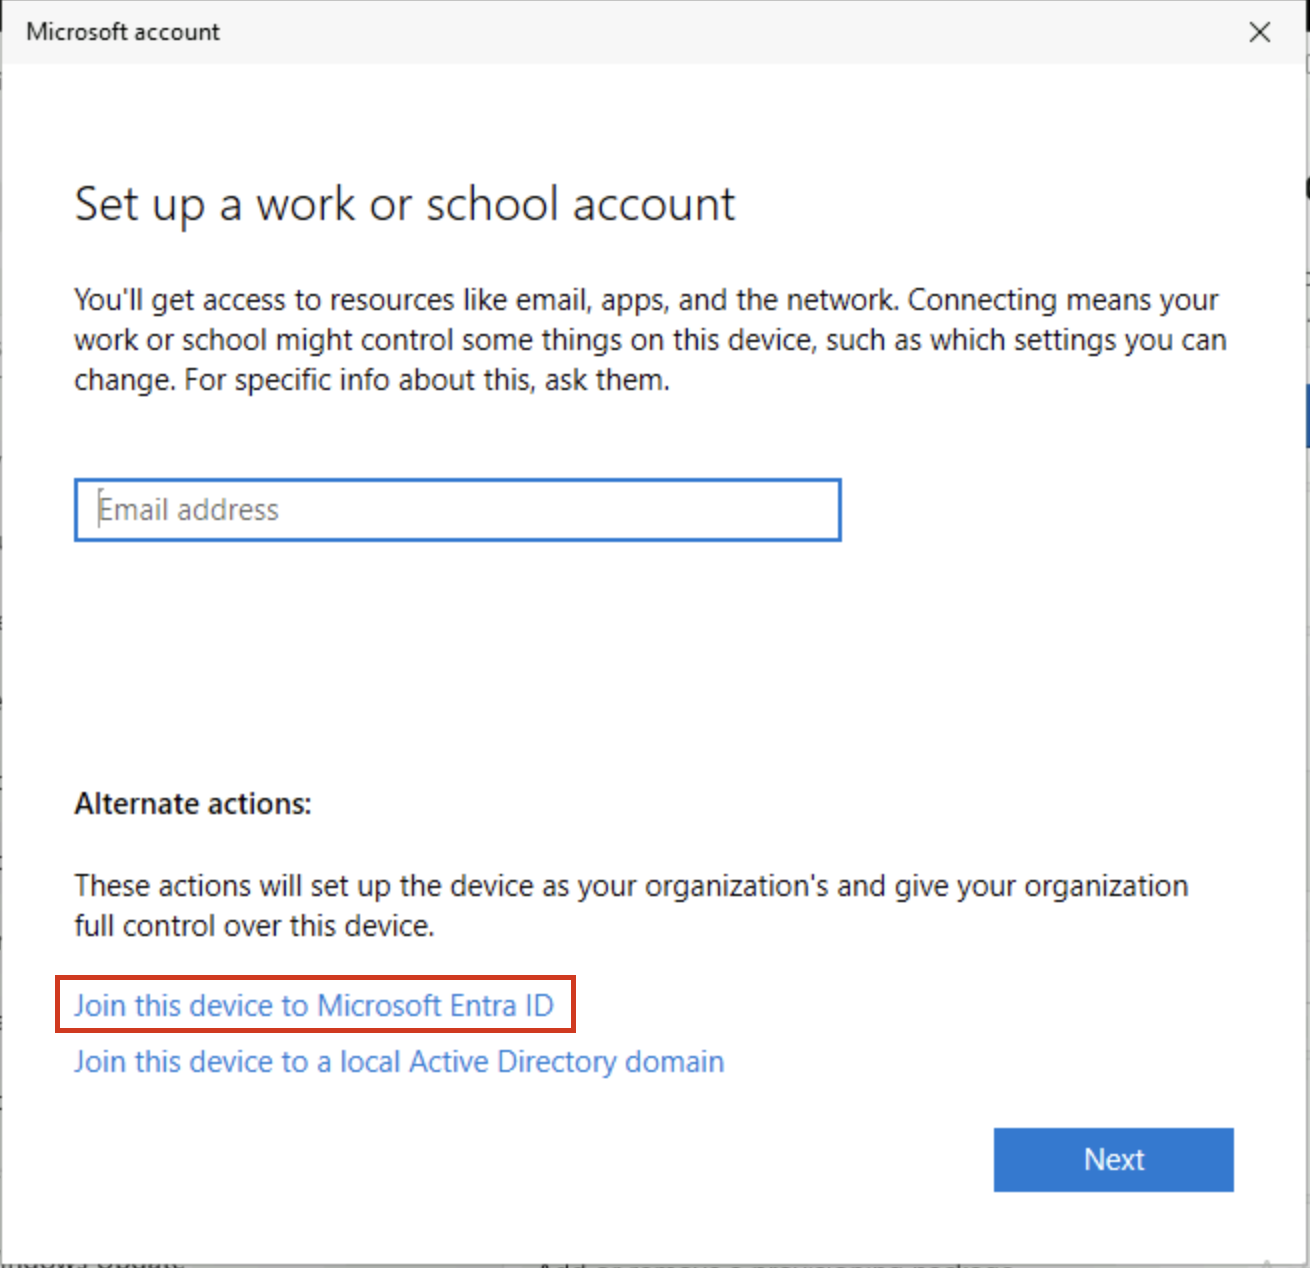 Microsoft account
Set up a work or school account
You'll get access to resources like email, apps, and the network. Connecting means your
work or school might control some things on this device, such as which settings you can
change. For specific info about this, ask them.
Email address
Alternate actions:
These actions will set up the device as your organization's and give your organization
full control over this device.
Join this device to Microsoft Entra ID
Join this device to a local Active Directory domain
Next